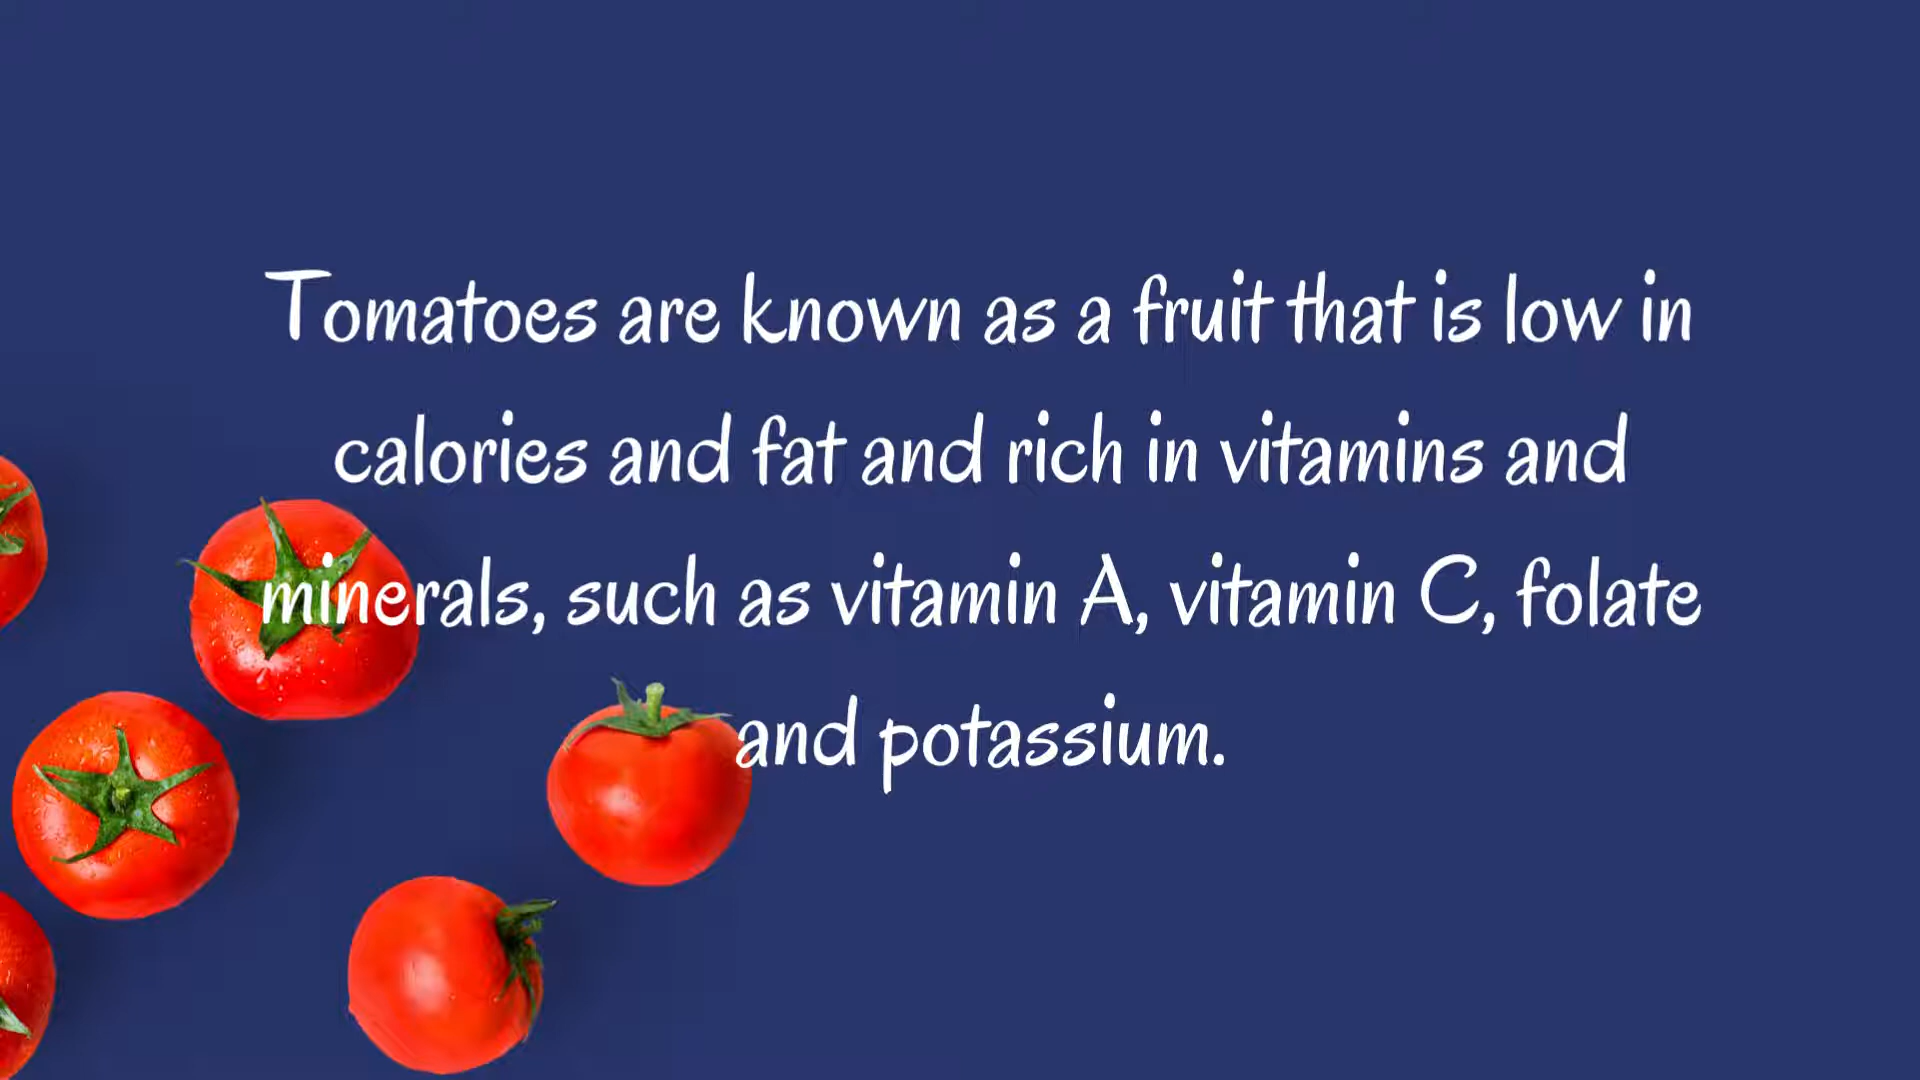 Tomatoes are known as a fruit that is low in
calories and fat and rich in vitamins and
minerals, such as vitamin A, vitamin C, folate
and potassium.